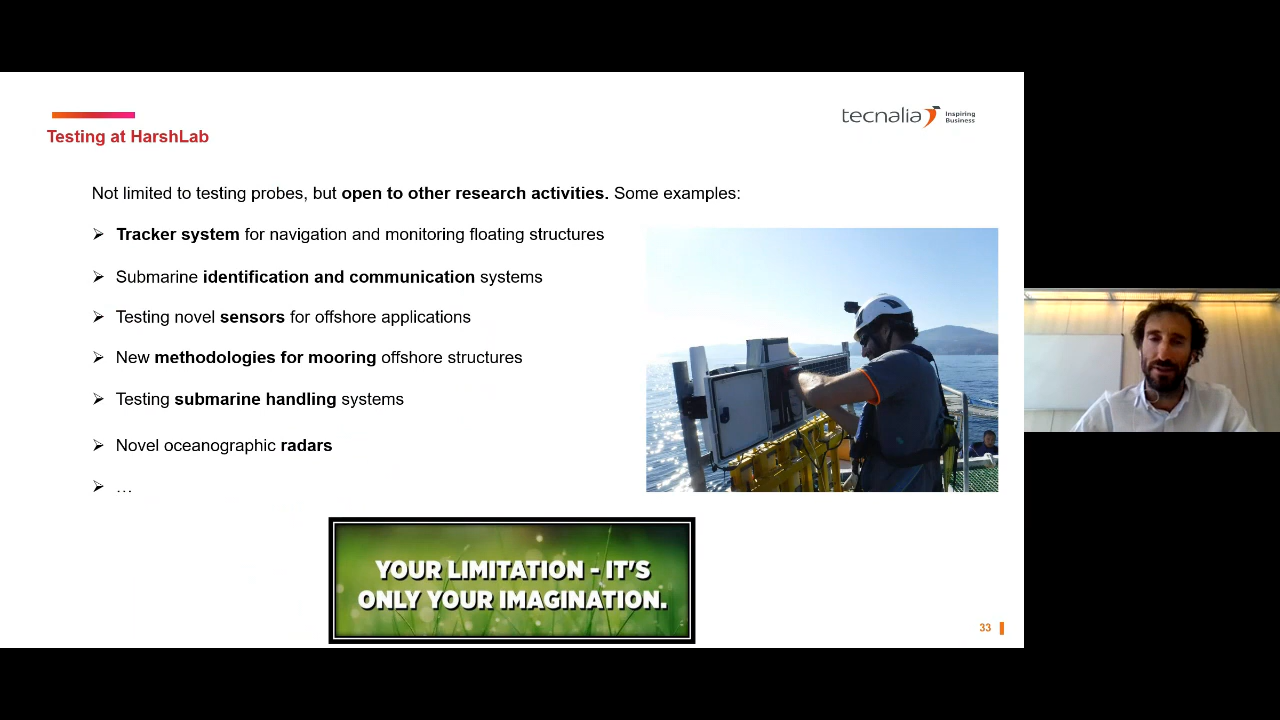 tecnalia Inspiring Business
Testing at HarshLab
Not limited to testing probes, but open to other research activities. Some examples:
➢ Tracker system for navigation and monitoring floating structures
➢ Submarine identification and communication systems
➢ Testing novel sensors for offshore applications
➢ New methodologies for mooring offshore structures
➢ Testing submarine handling systems
➢ Novel oceanographic radars
➢ …
YOUR LIMITATION - IT'S
ONLY YOUR IMAGINATION.
33